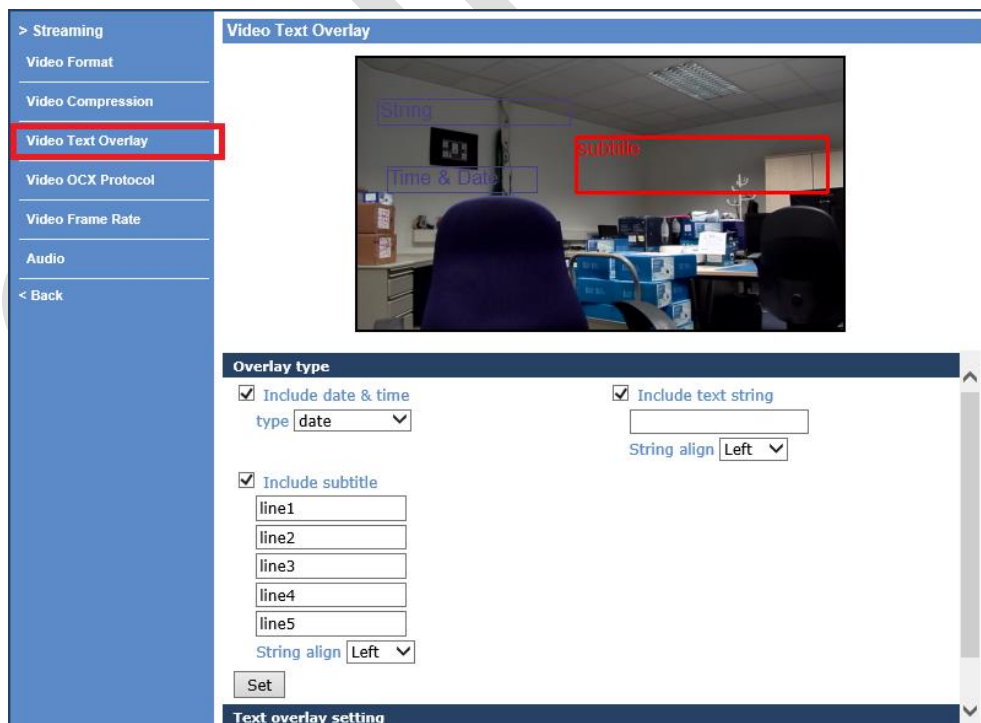 > Streaming
Video Format
Video Compression
Video Text Overlay
Video OCX Protocol
Video Frame Rate
Audio
< Back
Video Text Overlay
String
subtitle
Time & Date
Overlay type
Include date & time
type date
Include text string
String align Left
Include subtitle
line1
line2
line3
line4
line5
String align Left
Set
Text overlay setting